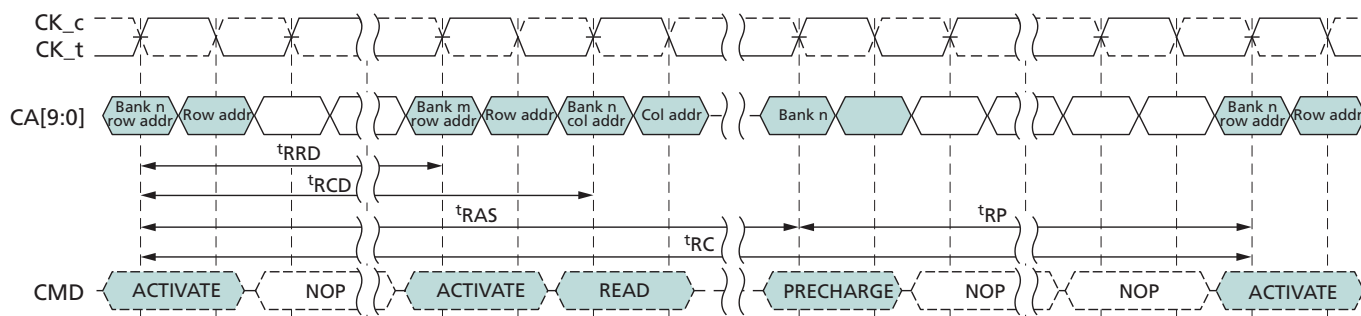 CK_c
CK_t
CA[9:0]
Bank n
row addr
Row addr
Bank m
row addr
Row addr
Bank n
col addr
Col addr
Bank n
Bank n
row addr
Row addr
tRRD
tRCD
tRAS
tRP
tRC
CMD
ACTIVATE
NOP
ACTIVATE
READ
PRECHARGE
NOP
NOP
ACTIVATE